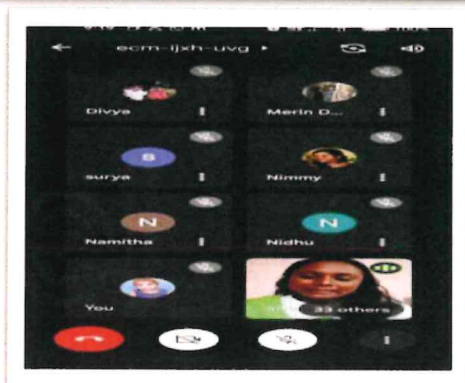 ecm-ijxh-uvg
Divya
Merin D...
surya
S
Nimmy
N
Namitha
N
Nidhu
You
33 others